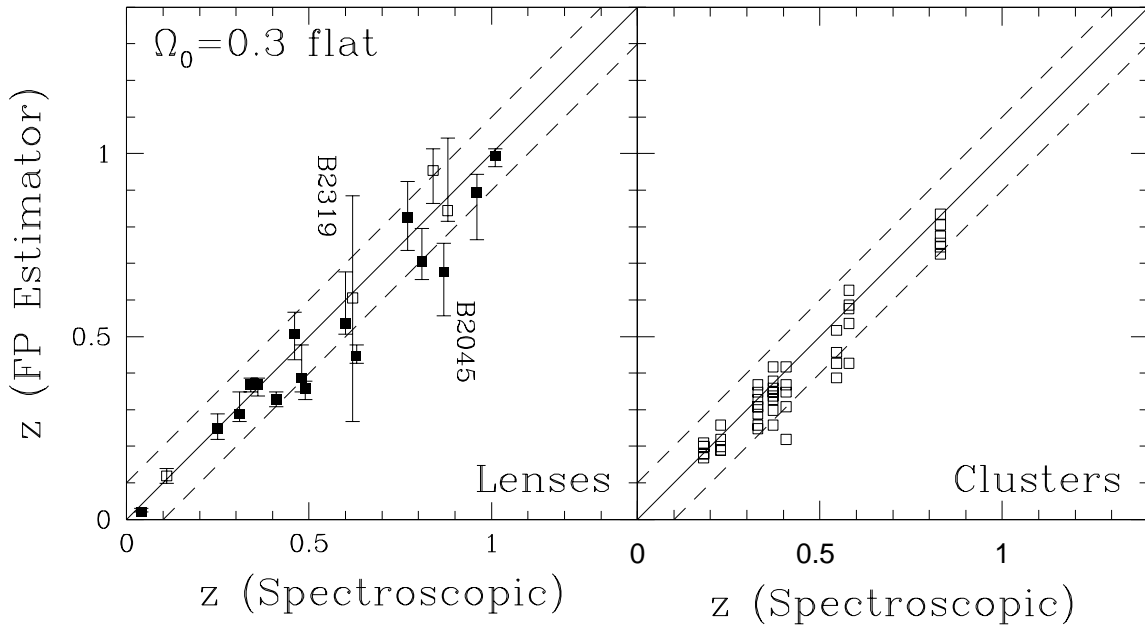 Ω₀=0.3 flat
z (FP Estimator)
1
0.5
0
B2319
B2045
Lenses
Clusters
0
0.5
1
0
0.5
1
z (Spectroscopic)
z (Spectroscopic)